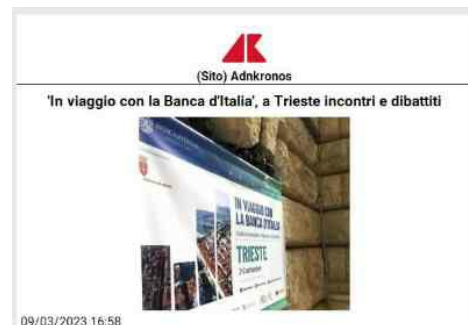 (Sito) Adnkronos
'In viaggio con la Banca d'Italia', a Trieste incontri e dibattiti
IN VIAGGIO CON
LA BANCA D'ITALIA
TRIESTE
09/03/2023 16:58